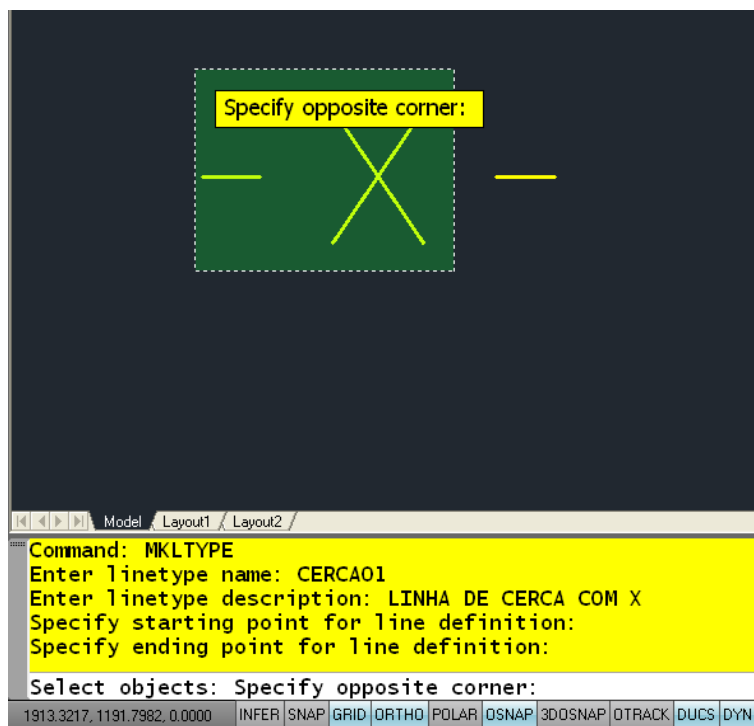 Specify opposite corner:
Model Layout1 Layout2
Command: MKLTYPE
Enter linetype name: CERCA01
Enter linetype description: LINHA DE CERCA COM X
Specify starting point for line definition:
Specify ending point for line definition:
Select objects: Specify opposite corner:
1913.3217, 1191.7982, 0.0000 INFER SNAP GRID ORTHO POLAR OSNAP 3DOSNAP OTRACK DUCS DYN